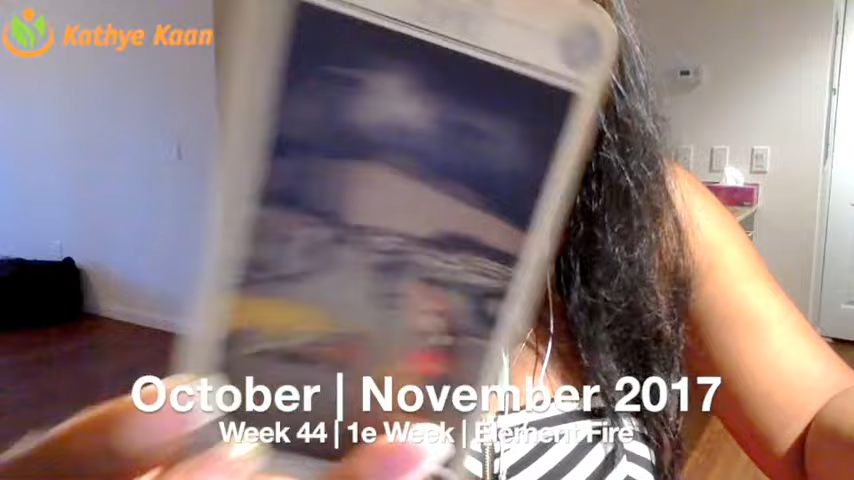 Kathye Kaan
October | November 2017
Week 44 | 1e Week | Element Fire